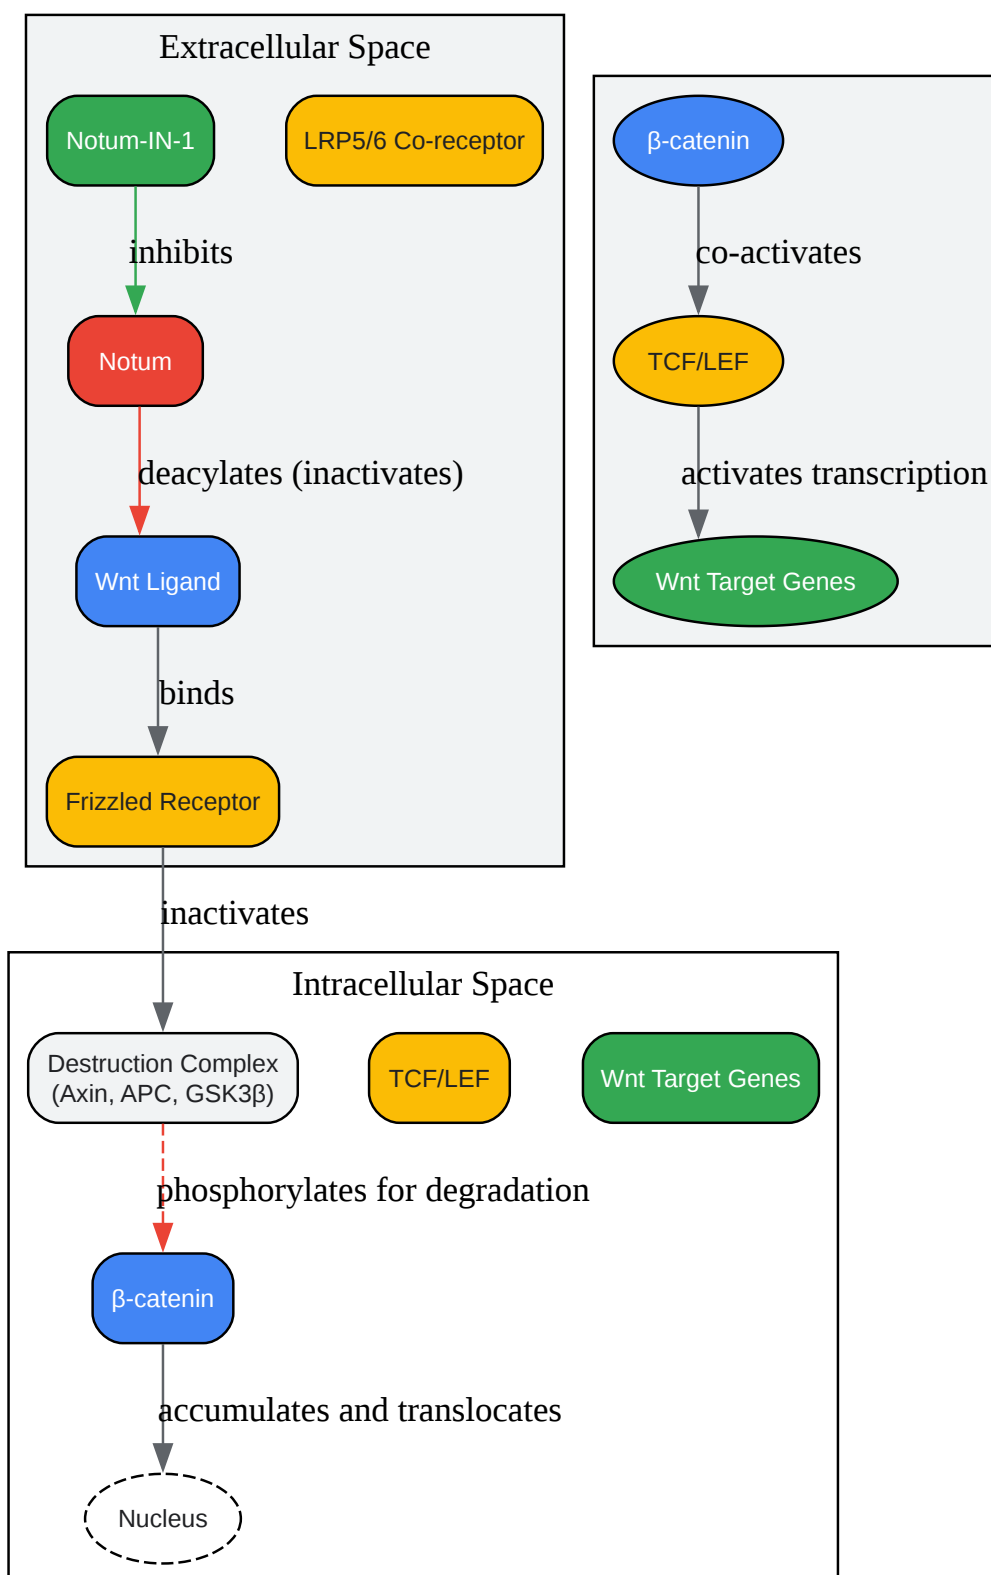 Extracellular Space
Notum-IN-1
LRP5/6 Co-receptor
inhibits
Notum
deacylates (inactivates)
Wnt Ligand
binds
Frizzled Receptor
inactivates
β-catenin
co-activates
TCF/LEF
activates transcription
Wnt Target Genes
Intracellular Space
Destruction Complex
(Axin, APC, GSK3β)
TCF/LEF
Wnt Target Genes
phosphorylates for degradation
β-catenin
accumulates and translocates
Nucleus